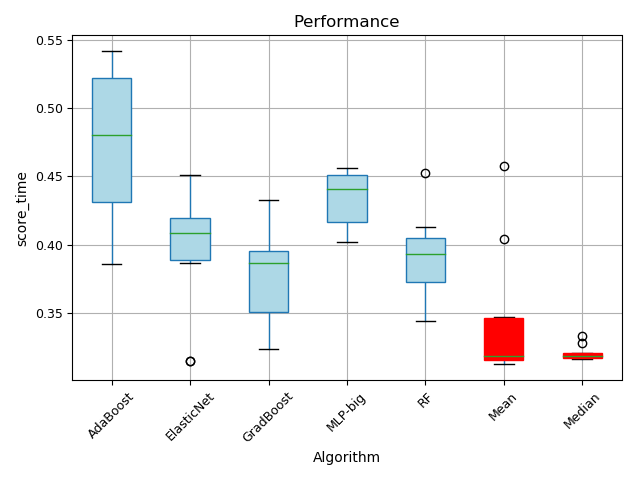 Performance
score_time
0.55
0.50
0.45
0.40
0.35
AdaBoost
ElasticNet
GradBoost
MLP-big
RF
Mean
Median
Algorithm